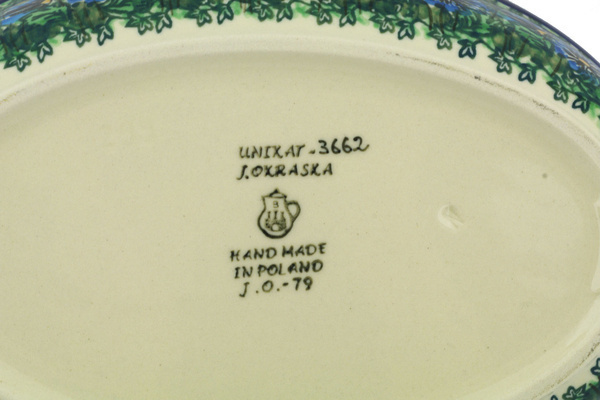 UNIKAT-3662
J.OKRASKA
B
HAND MADE
IN POLAND
J.O.-79